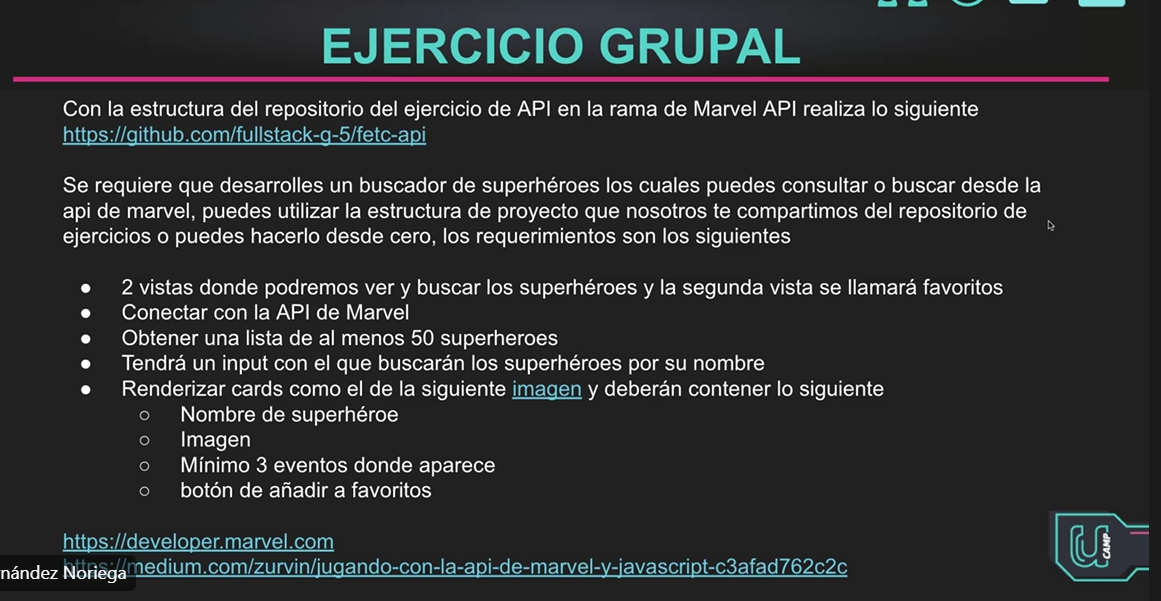 EJERCICIO GRUPAL
Con la estructura del repositorio del ejercicio de API en la rama de Marvel API realiza lo siguiente
https://github.com/fullstack-g-5/fetc-api
Se requiere que desarrolles un buscador de superhéroes los cuales puedes consultar o buscar desde la
api de marvel, puedes utilizar la estructura de proyecto que nosotros te compartimos del repositorio de
ejercicios o puedes hacerlo desde cero, los requerimientos son los siguientes
● 2 vistas donde podremos ver y buscar los superhéroes y la segunda vista se llamará favoritos
● Conectar con la API de Marvel
● Obtener una lista de al menos 50 superheroes
● Tendrá un input con el que buscarán los superhéroes por su nombre
● Renderizar cards como el de la siguiente imagen y deberán contener lo siguiente
○ Nombre de superhéroe
○ Imagen
○ Mínimo 3 eventos donde aparece
○ botón de añadir a favoritos
https://developer.marvel.com
medium.com/zurvin/jugando-con-la-api-de-marvel-y-javascript-c3afad762c2c
rnández Noriega
U CAMP